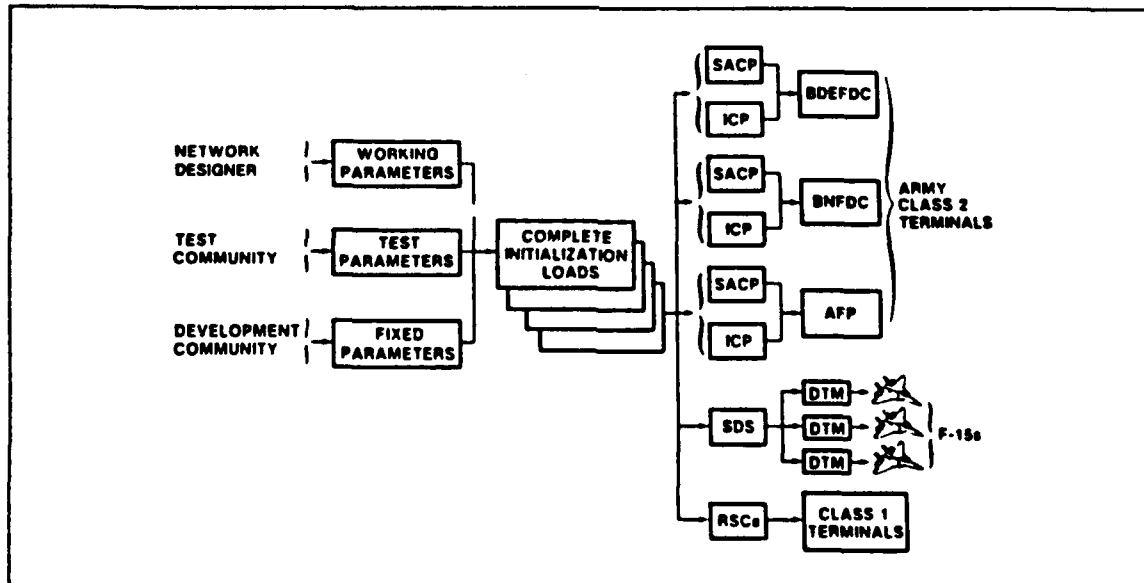 NETWORK
DESIGNER
WORKING
PARAMETERS
TEST
COMMUNITY
TEST
PARAMETERS
DEVELOPMENT
COMMUNITY
FIXED
PARAMETERS
COMPLETE
INITIALIZATION
LOADS
SACP
ICP
BDEFDC
SACP
ICP
BNFDC
SACP
ICP
AFP
ARMY
CLASS 2
TERMINALS
SDS
DTM
DTM
DTM
F-15s
RSCs
CLASS 1
TERMINALS